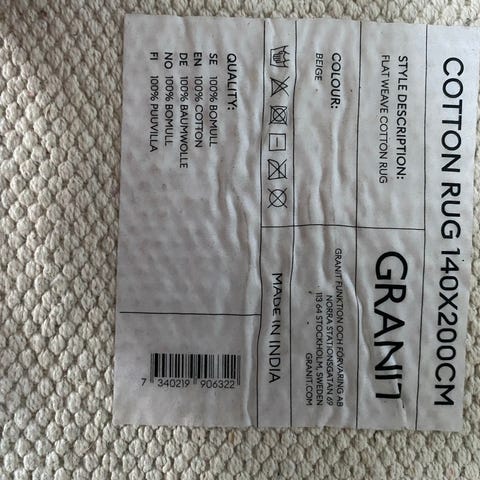 COTTON RUG 140X200CM
STYLE DESCRIPTION:
FLAT WEAVE COTTON RUG
GRANIT
COLOUR:
BEIGE
GRANIT FUNKTION OCH FÖRVARING AB
NORRA STATIONSGATAN 69
113 64 STOCKHOLM, SWEDEN
GRANIT.COM
MADE IN INDIA
QUALITY:
SE 100% BOMULL
EN 100% COTTON
DE 100% BAUMWOLLE
NO 100% BOMULL
FI 100% PUUVILLA
7 340219 906322